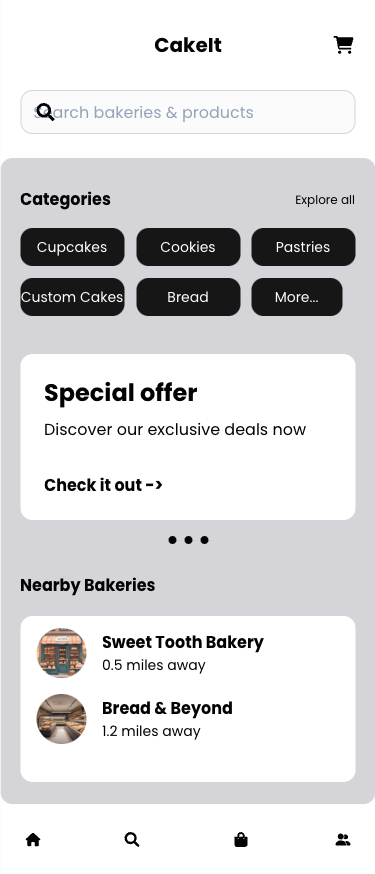 CakeIt
Search bakeries & products
Categories
Explore all
Cupcakes
Cookies
Pastries
Custom Cakes
Bread
More...
Special offer
Discover our exclusive deals now
Check it out ->
Nearby Bakeries
Sweet Tooth Bakery
0.5 miles away
Bread & Beyond
1.2 miles away